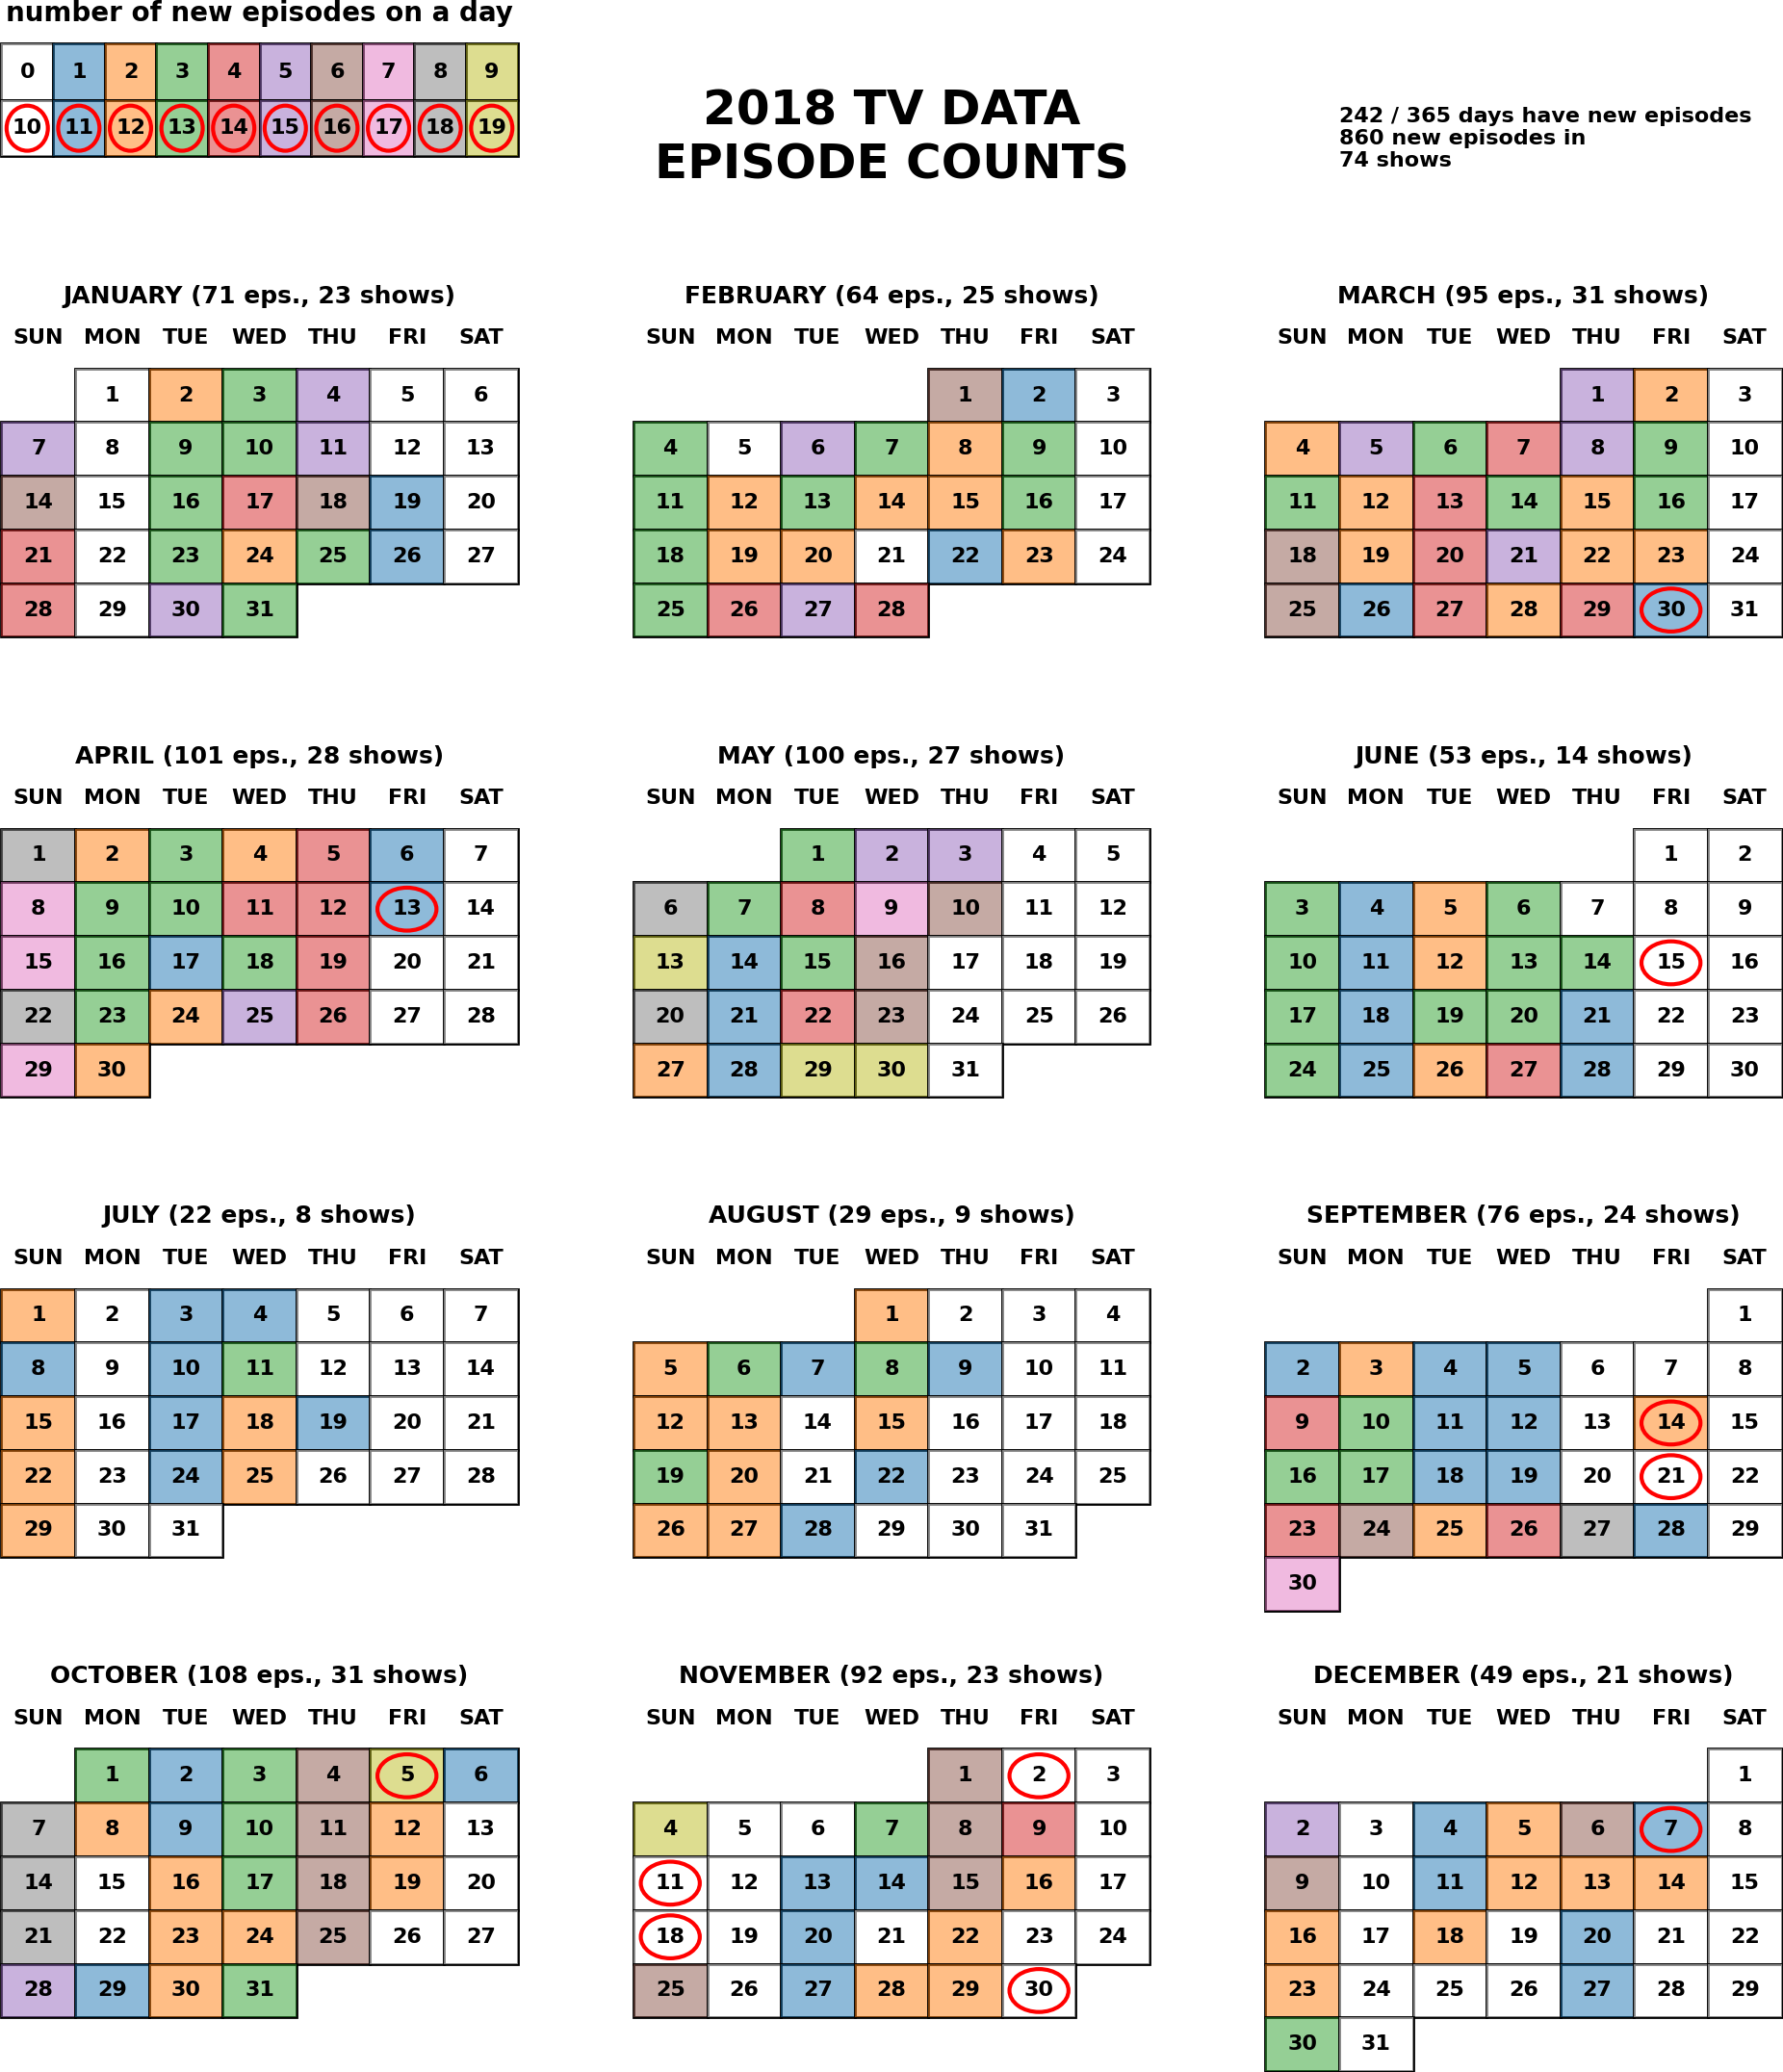 number of new episodes on a day
0 1 2 3 4 5 6 7 8 9
10 11 12 13 14 15 16 17 18 19
2018 TV DATA
EPISODE COUNTS
242 / 365 days have new episodes
860 new episodes in
74 shows
JANUARY (71 eps., 23 shows)
SUN MON TUE WED THU FRI SAT
1 2 3 4 5 6
7 8 9 10 11 12 13
14 15 16 17 18 19 20
21 22 23 24 25 26 27
28 29 30 31
FEBRUARY (64 eps., 25 shows)
SUN MON TUE WED THU FRI SAT
1 2 3
4 5 6 7 8 9 10
11 12 13 14 15 16 17
18 19 20 21 22 23 24
25 26 27 28
MARCH (95 eps., 31 shows)
SUN MON TUE WED THU FRI SAT
1 2 3
4 5 6 7 8 9 10
11 12 13 14 15 16 17
18 19 20 21 22 23 24
25 26 27 28 29 30 31
APRIL (101 eps., 28 shows)
SUN MON TUE WED THU FRI SAT
1 2 3 4 5 6 7
8 9 10 11 12 13 14
15 16 17 18 19 20 21
22 23 24 25 26 27 28
29 30
MAY (100 eps., 27 shows)
SUN MON TUE WED THU FRI SAT
1 2 3 4 5
6 7 8 9 10 11 12
13 14 15 16 17 18 19
20 21 22 23 24 25 26
27 28 29 30 31
JUNE (53 eps., 14 shows)
SUN MON TUE WED THU FRI SAT
1 2
3 4 5 6 7 8 9
10 11 12 13 14 15 16
17 18 19 20 21 22 23
24 25 26 27 28 29 30
JULY (22 eps., 8 shows)
SUN MON TUE WED THU FRI SAT
1 2 3 4 5 6 7
8 9 10 11 12 13 14
15 16 17 18 19 20 21
22 23 24 25 26 27 28
29 30 31
AUGUST (29 eps., 9 shows)
SUN MON TUE WED THU FRI SAT
1 2 3 4
5 6 7 8 9 10 11
12 13 14 15 16 17 18
19 20 21 22 23 24 25
26 27 28 29 30 31
SEPTEMBER (76 eps., 24 shows)
SUN MON TUE WED THU FRI SAT
1
2 3 4 5 6 7 8
9 10 11 12 13 14 15
16 17 18 19 20 21 22
23 24 25 26 27 28 29
30
OCTOBER (108 eps., 31 shows)
SUN MON TUE WED THU FRI SAT
1 2 3 4 5 6
7 8 9 10 11 12 13
14 15 16 17 18 19 20
21 22 23 24 25 26 27
28 29 30 31
NOVEMBER (92 eps., 23 shows)
SUN MON TUE WED THU FRI SAT
1 2 3
4 5 6 7 8 9 10
11 12 13 14 15 16 17
18 19 20 21 22 23 24
25 26 27 28 29 30
DECEMBER (49 eps., 21 shows)
SUN MON TUE WED THU FRI SAT
1
2 3 4 5 6 7 8
9 10 11 12 13 14 15
16 17 18 19 20 21 22
23 24 25 26 27 28 29
30 31